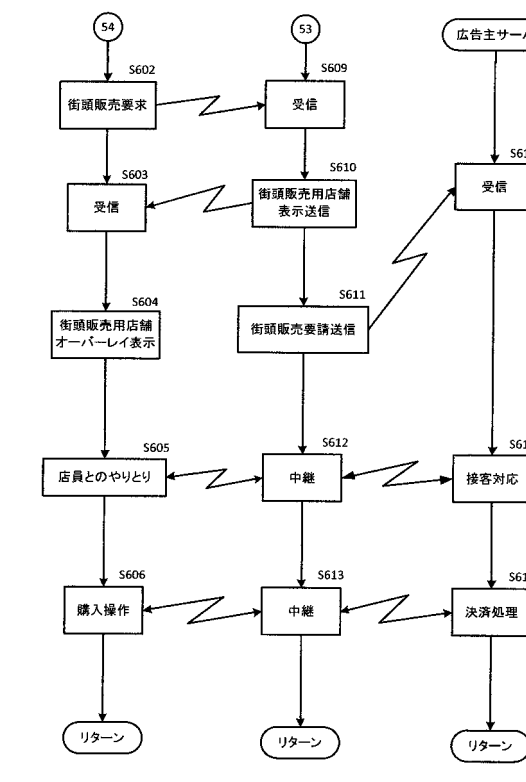 54
53
広告主サーバ
S602
街頭販売要求
S609
受信
S603
受信
S610
街頭販売用店舗
表示送信
S61
受信
S604
街頭販売用店舗
オーバーレイ表示
S611
街頭販売要請送信
S605
店員とのやりとり
S612
中継
S61
接客対応
S606
購入操作
S613
中継
S61
決済処理
リターン
リターン
リターン